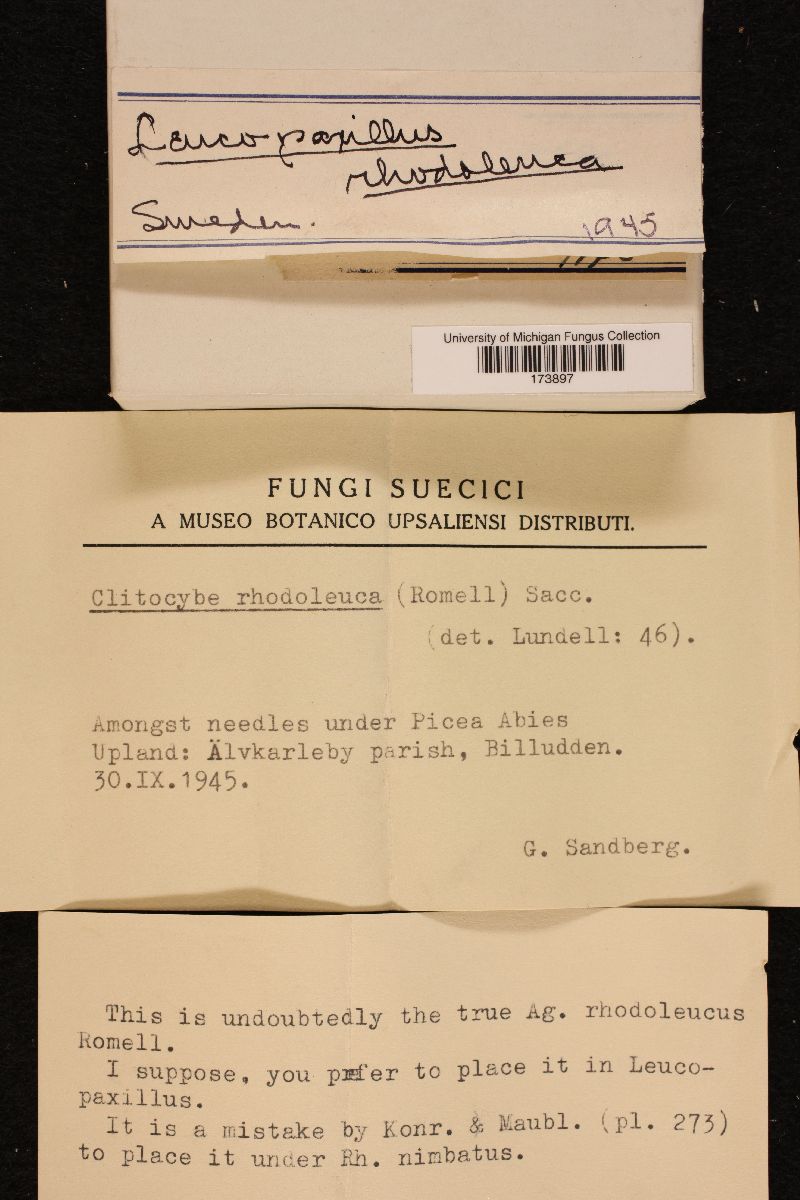 Leucopaxillus
rhodoleuca
Sweden. 1945
University of Michigan Fungus Collection
173897
FUNGI SUECICI
A MUSEO BOTANICO UPSALIENSI DISTRIBUTI.
Clitocybe rhodoleuca (Romell) Sacc.
(det. Lundell: 46).
Amongst needles under Picea Abies
Upland: Älvkarleby parish, Billudden.
30.IX.1945.
G. Sandberg.
This is undoubtedly the true Ag. rhodoleucus
Romell.
I suppose, you prefer to place it in Leuco-
paxillus.
It is a mistake by Konr. & Maubl. (pl. 273)
to place it under Rh. nimbatus.